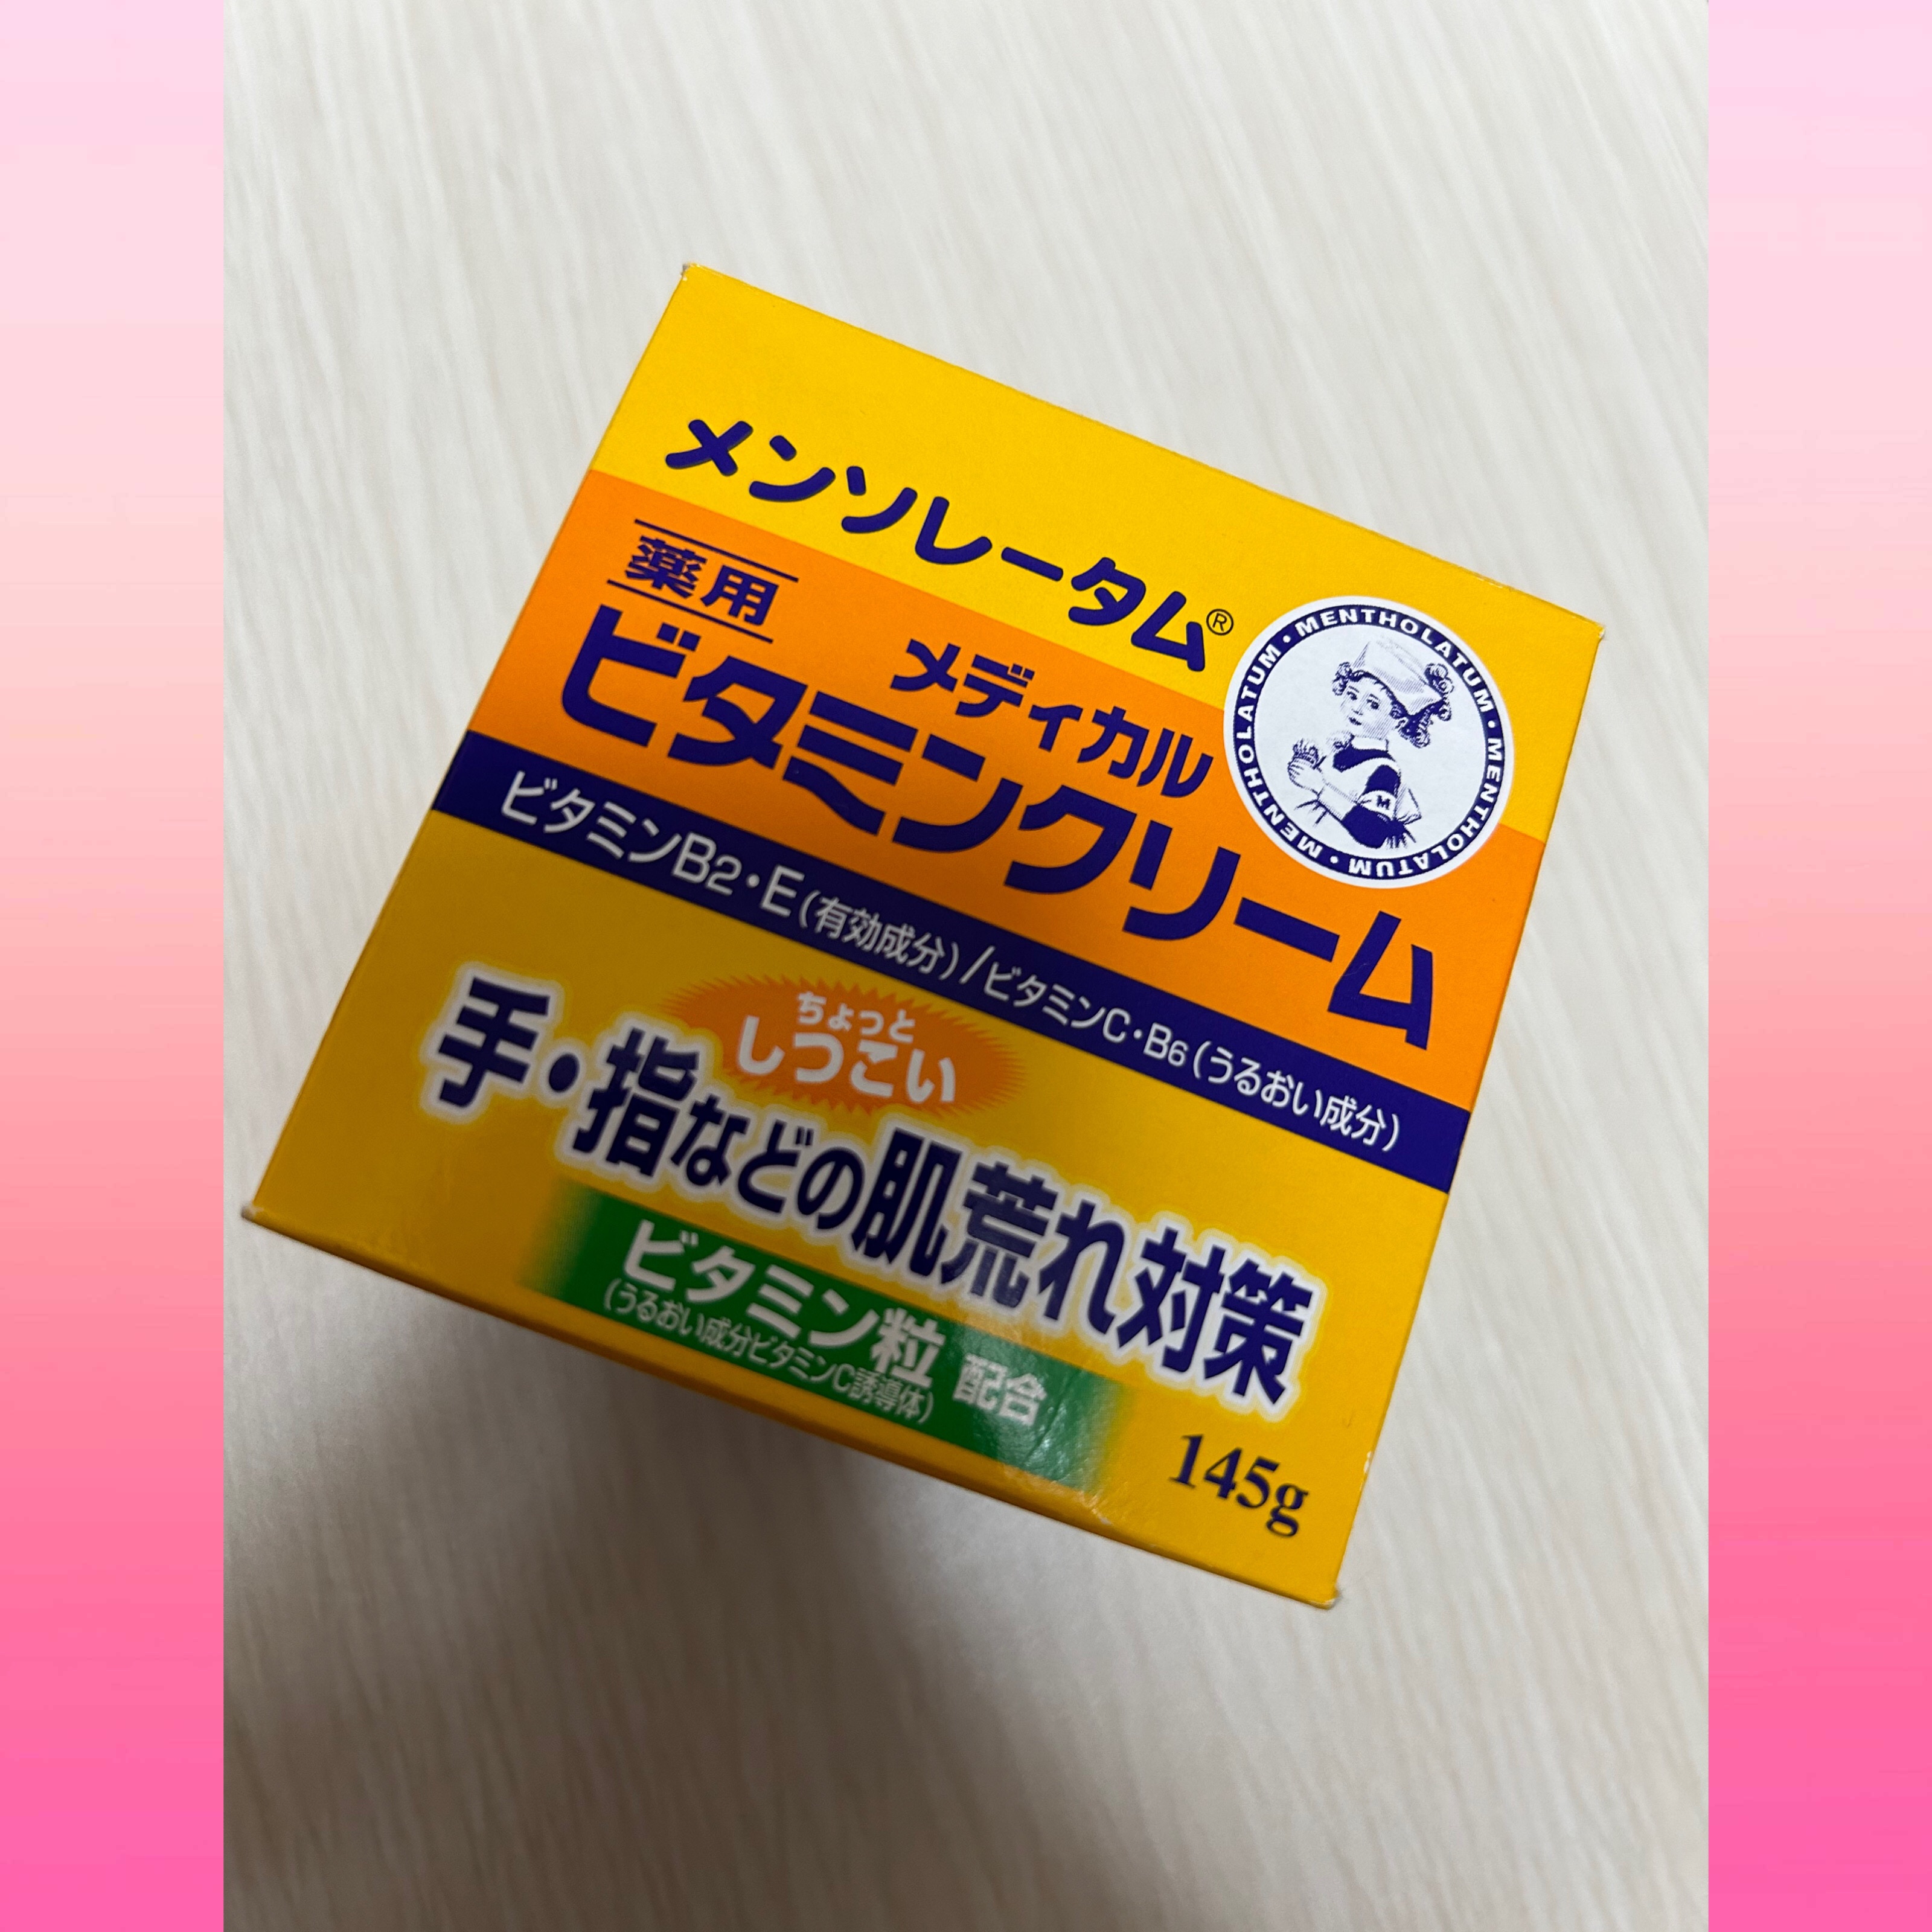 メンソレータム®
薬用
メディカル
ビタミンクリーム
MENTHOLATUM・MENTHOLATUM・MENTHOLATUM・MENTHOLATUM・
M
ビタミンB2・E(有効成分)/ビタミンC・B6(うるおい成分)
ちょっと
しつこい
手・指などの肌荒れ対策
ビタミン粒 配合
(うるおい成分ビタミンC誘導体)
145g